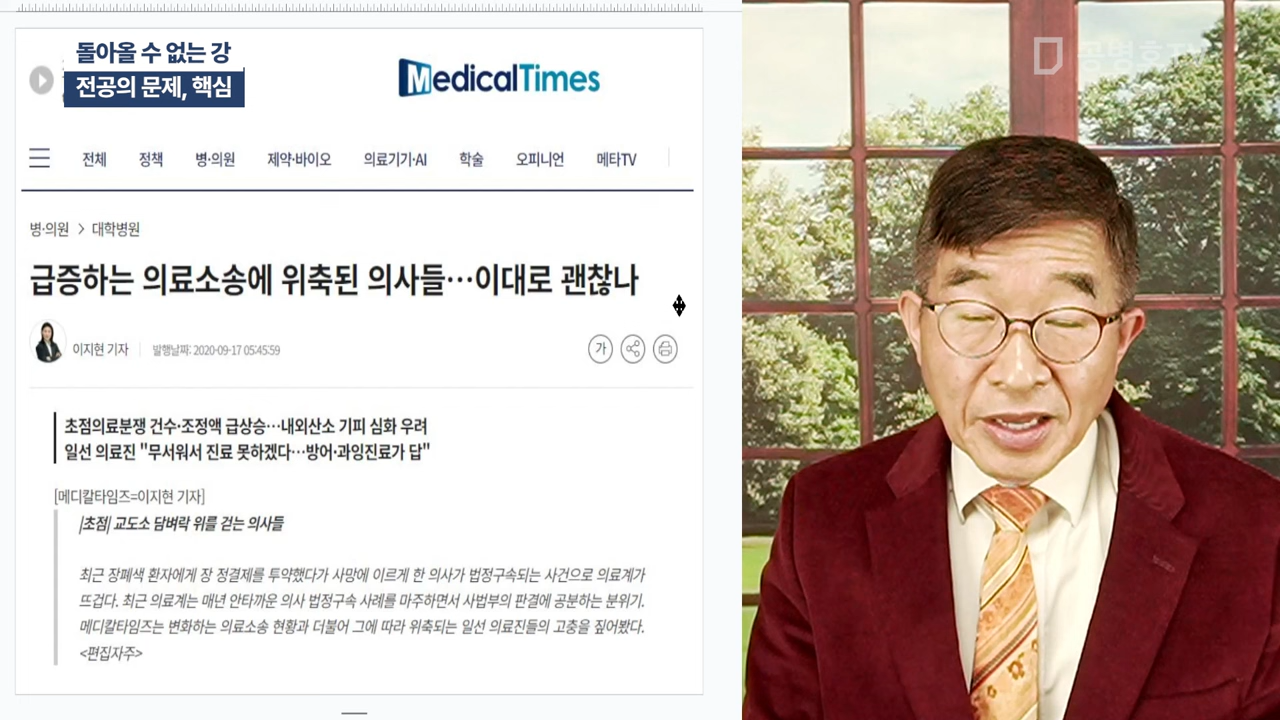 돌아올 수 없는 강
전공의 문제, 핵심
MedicalTimes
전체 정책 병·의원 제약·바이오 의료기기·AI 학술 오피니언 메타TV
병·의원 > 대학병원
급증하는 의료소송에 위축된 의사들…이대로 괜찮나
이지현 기자 발행날짜: 2020-09-17 05:45:59
가
초점의료분쟁 건수·조정액 급상승…내외산소 기피 심화 우려
일선 의료진 "무서워서 진료 못하겠다…방어·과잉진료가 답"
[메디칼타임즈=이지현 기자]
|초점| 교도소 담벼락 위를 걷는 의사들
최근 장폐색 환자에게 장 정결제를 투약했다가 사망에 이르게 한 의사가 법정구속되는 사건으로 의료계가
뜨겁다. 최근 의료계는 매년 안타까운 의사 법정구속 사례를 마주하면서 사법부의 판결에 공분하는 분위기.
메디칼타임즈는 변화하는 의료소송 현황과 더불어 그에 따라 위축되는 일선 의료진들의 고충을 짚어봤다.
<편집자주>
공병호